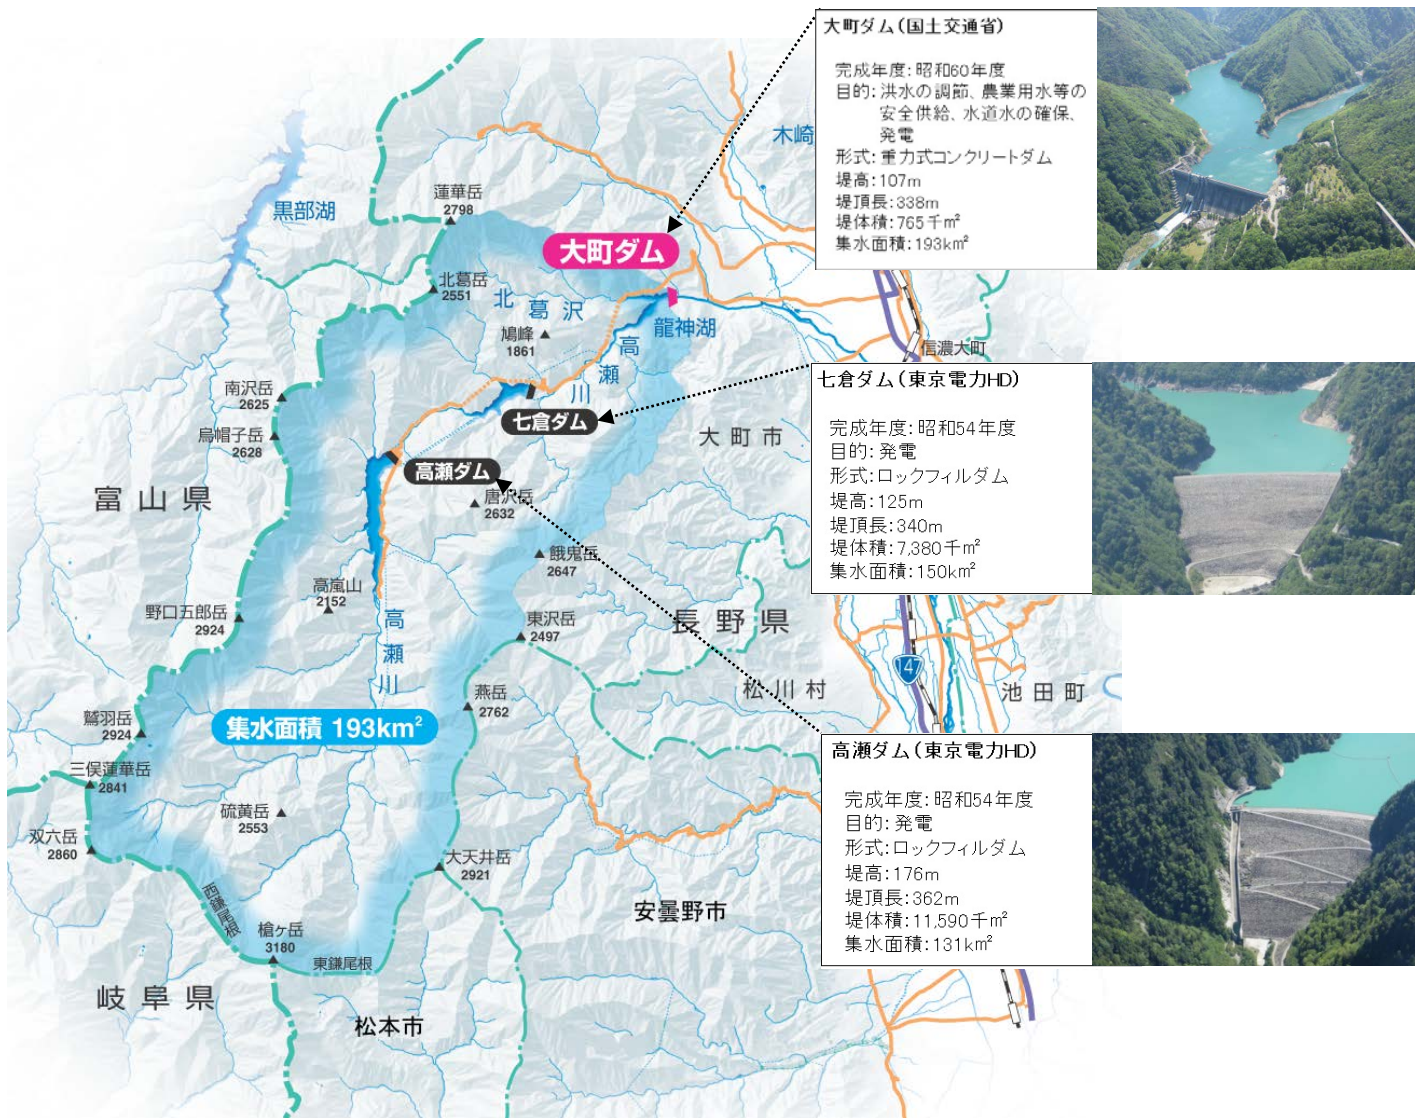 大町ダム(国土交通省)
完成年度:昭和60年度
目的:洪水の調節、農業用水等の
安全供給、水道水の確保、
発電
形式:重力式コンクリートダム
堤高:107m
堤頂長:338m
堤体積:765千㎡
集水面積:193k㎡
木崎
黒部湖
蓮華岳
2798
大町ダム
北葛岳
2551
北葛沢
龍神湖
鳩峰
1861
高瀬川
信濃大町
七倉ダム(東京電力HD)
完成年度:昭和54年度
目的:発電
形式:ロックフィルダム
堤高:125m
堤頂長:340m
堤体積:7,380千㎡
集水面積:150k㎡
南沢岳
2625
烏帽子岳
2628
七倉ダム
大町市
高瀬ダム
富山県
唐沢岳
2632
餓鬼岳
2647
高嵐山
2152
野口五郎岳
2924
東沢岳
2497
長野県
高瀬川
147
松川村
池田町
燕岳
2762
鷲羽岳
2924
集水面積 193km²
高瀬ダム(東京電力HD)
完成年度:昭和54年度
目的:発電
形式:ロックフィルダム
堤高:176m
堤頂長:362m
堤体積:11,590千㎡
集水面積:131k㎡
三俣蓮華岳
2841
硫黄岳
2553
双六岳
2860
大天井岳
2921
西鎌尾根
安曇野市
槍ヶ岳
3180
東鎌尾根
岐阜県
松本市